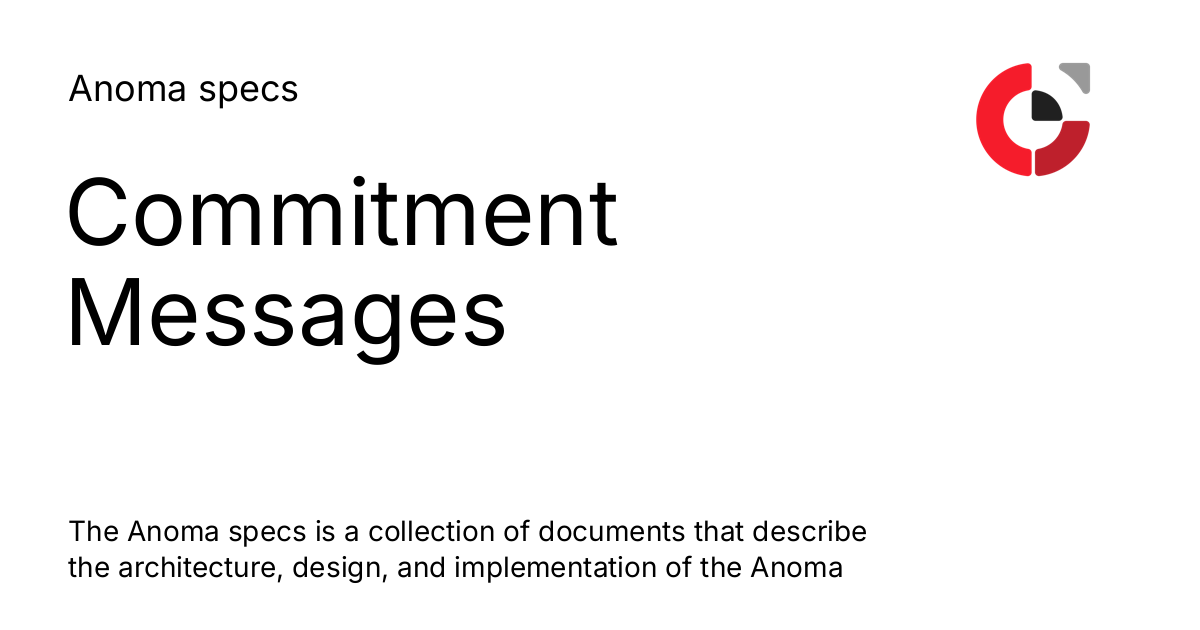 Anoma specs
Commitment
Messages
The Anoma specs is a collection of documents that describe
the architecture, design, and implementation of the Anoma